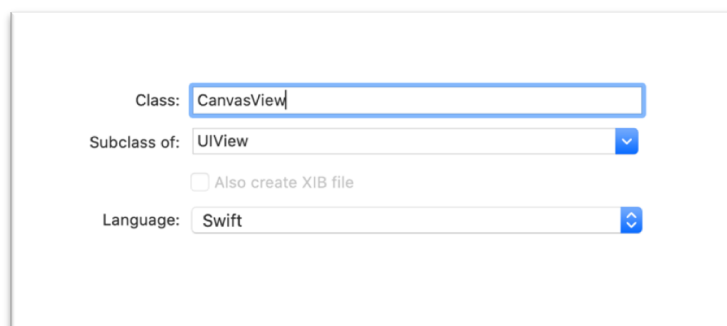 Class: CanvasView
Subclass of: UIView
Also create XIB file
Language: Swift